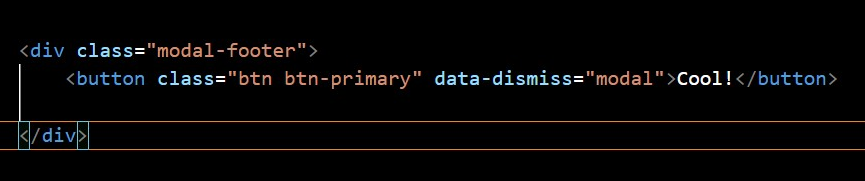 <div class="modal-footer">
<button class="btn btn-primary" data-dismiss="modal">Cool!</button>
</div>